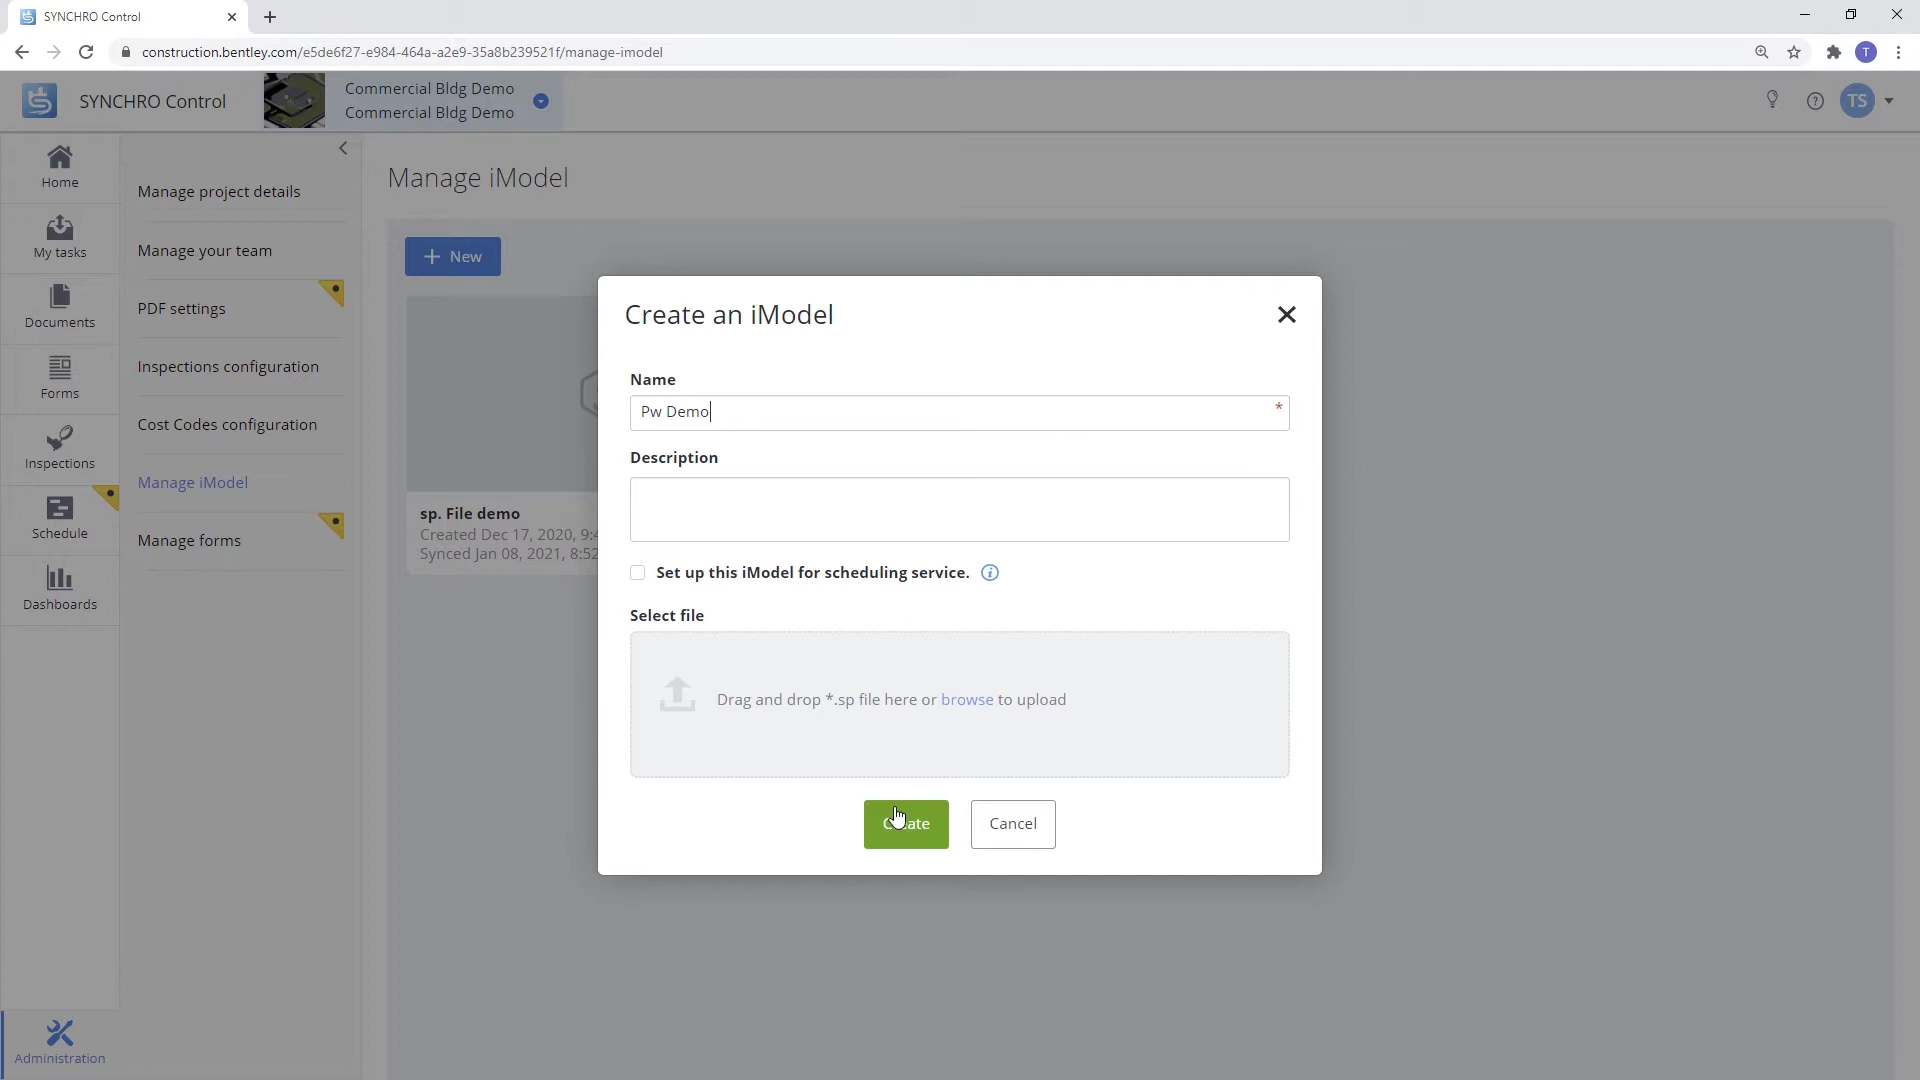 SYNCHRO Control
construction.bentley.com/e5de6f27-e984-464a-a2e9-35a8b239521f/manage-imodel
T
SYNCHRO Control
Commercial Bldg Demo
Commercial Bldg Demo
TS
Home
My tasks
Documents
Forms
Inspections
Schedule
Dashboards
Administration
Manage project details
Manage your team
PDF settings
Inspections configuration
Cost Codes configuration
Manage iModel
Manage forms
Manage iModel
+ New
sp. File demo
Created Dec 17, 2020,
Synced Jan 08, 2021,
Create an iModel
Name
Pw Demo
*
Description
Set up this iModel for scheduling service.
Select file
Drag and drop *.sp file here or browse to upload
Create
Cancel